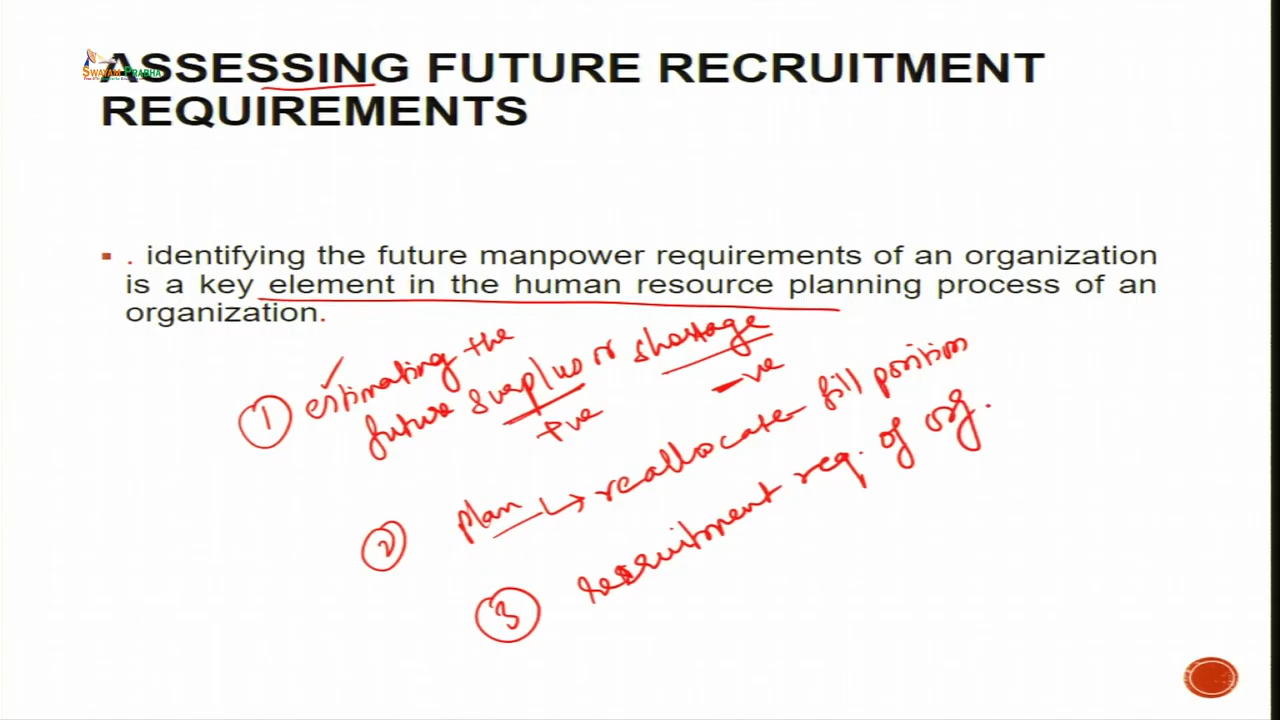 SWAYAM PRABHA
ASSESSING FUTURE RECRUITMENT
REQUIREMENTS
. identifying the future manpower requirements of an organization
is a key element in the human resource planning process of an
organization.
① estimating the
future surplus or shortage
+ve -ve
② plan ↳ reallocate - fill position
③ recruitment req. of org.